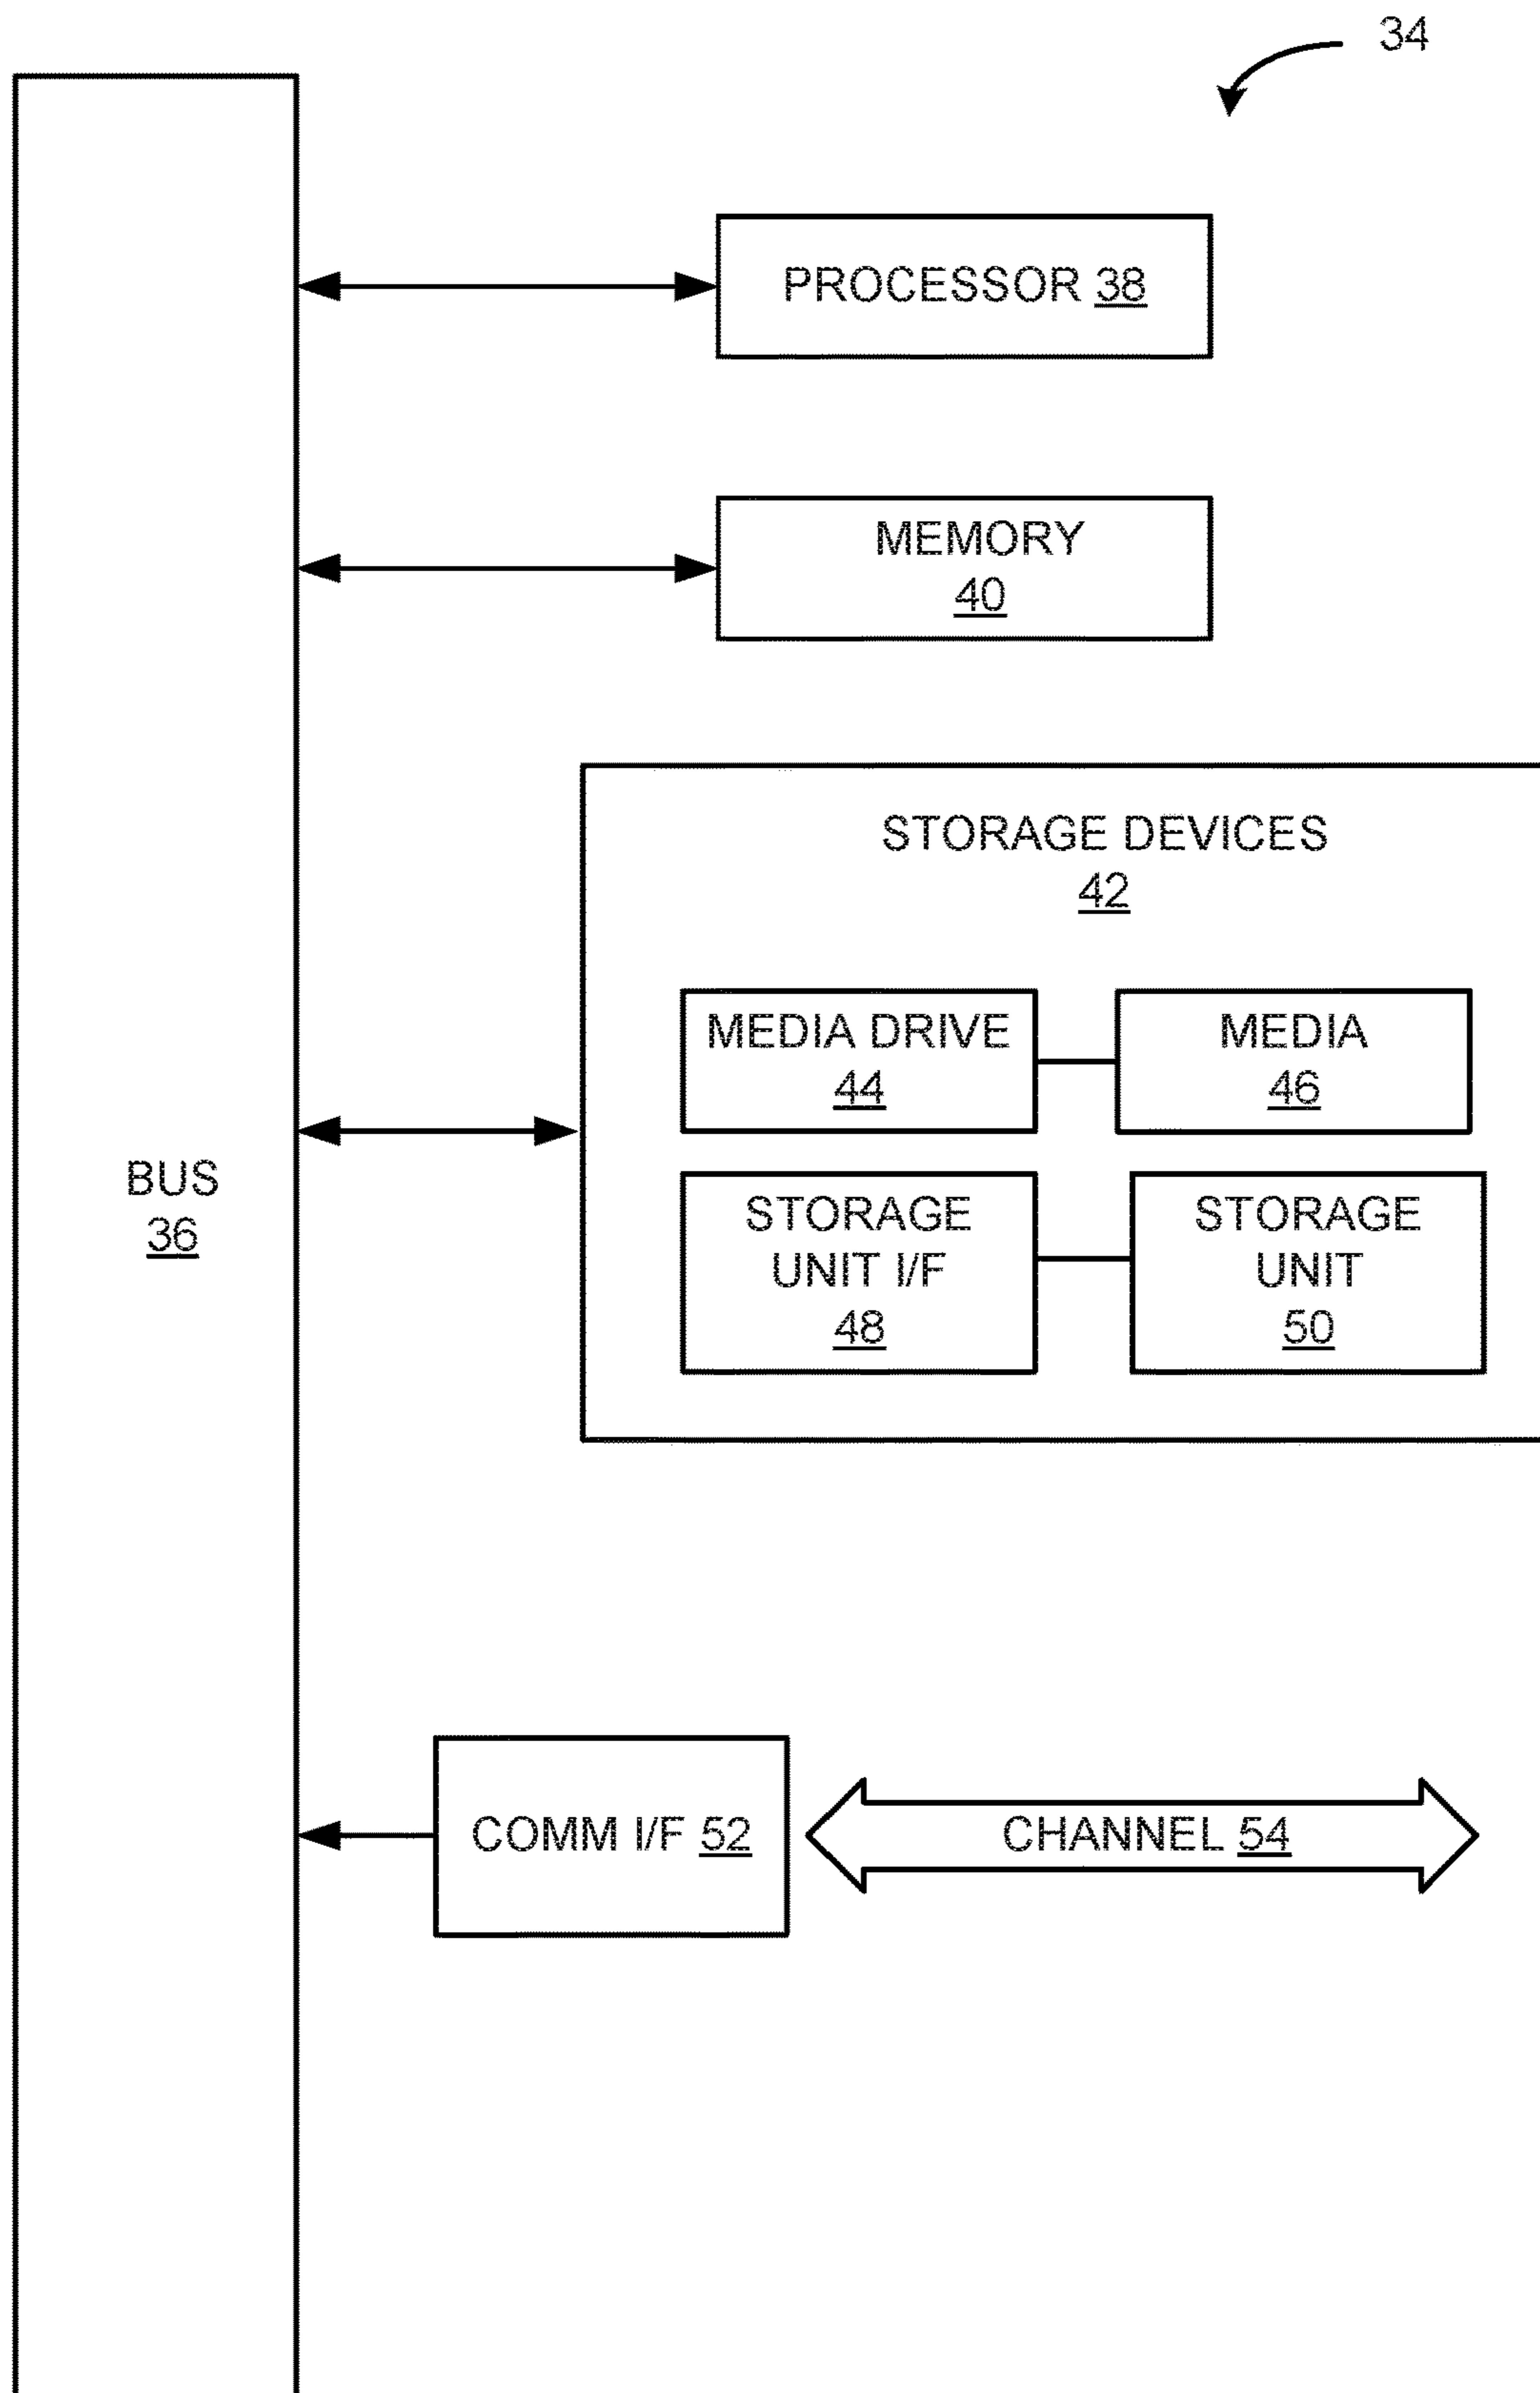 34
PROCESSOR 38
MEMORY
40
STORAGE DEVICES
42
MEDIA DRIVE
44
MEDIA
46
BUS
36
STORAGE
UNIT I/F
48
STORAGE
UNIT
50
COMM I/F 52
CHANNEL 54